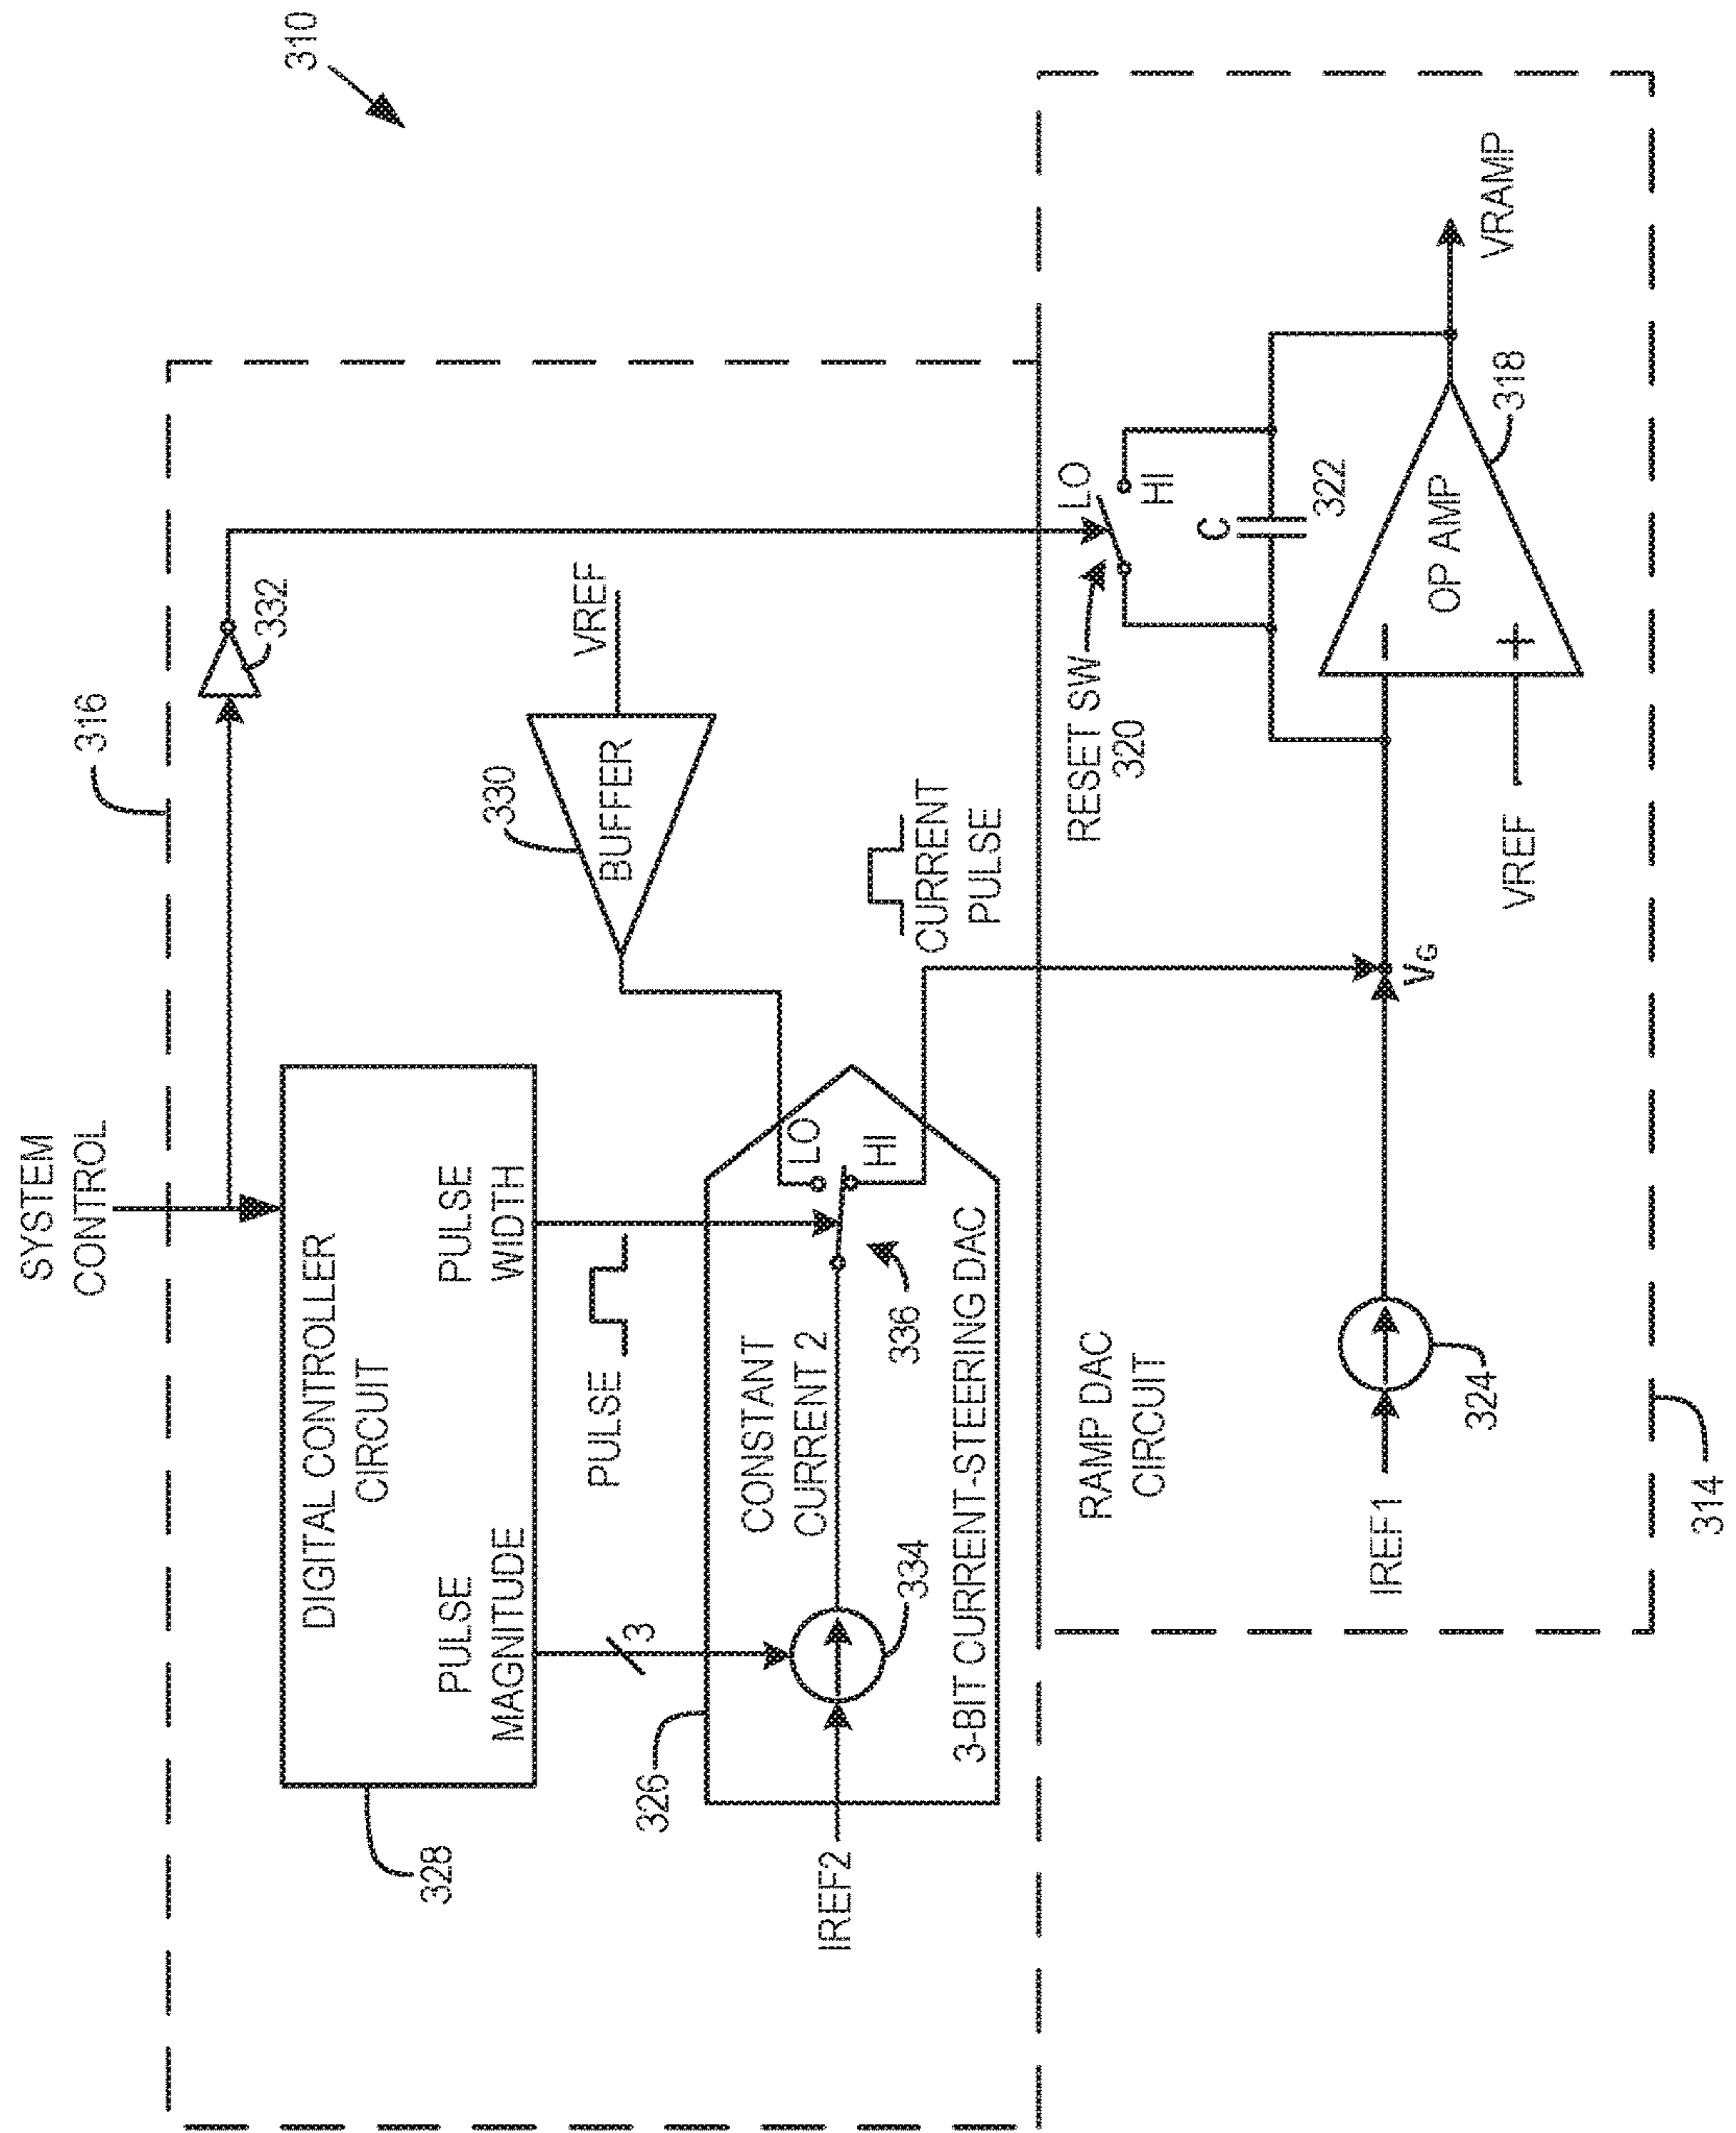 310
SYSTEM
CONTROL
316
332
DIGITAL CONTROLLER
CIRCUIT
PULSE
MAGNITUDE
PULSE
WIDTH
328
PULSE
3
330
BUFFER
VREF
326
CONSTANT
CURRENT 2
LO
HI
336
334
IREF2
3-BIT CURRENT-STEERING DAC
CURRENT
PULSE
RAMP DAC
CIRCUIT
RESET SW
320
LO
HI
C
322
IREF1
324
VG
VREF
OP AMP
318
VRAMP
314